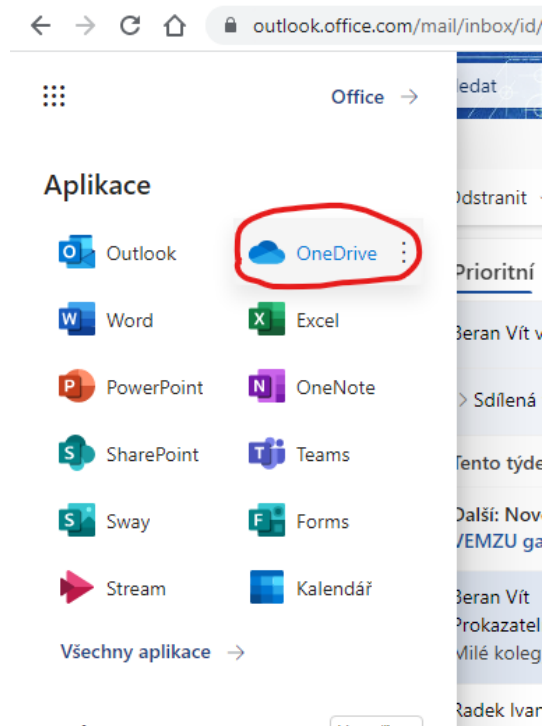 outlook.office.com/mail/inbox/id/
Office
edat
Aplikace
Odstranit
Outlook
OneDrive
Prioritní
Word
Excel
Beran Vít
PowerPoint
OneNote
Sdílená
SharePoint
Teams
Tento týde
Sway
Forms
Další: Nov
VEMZU ga
Stream
Kalendář
Beran Vít
Prokazatel
Milé koleg
Všechny aplikace
Radek Ivan